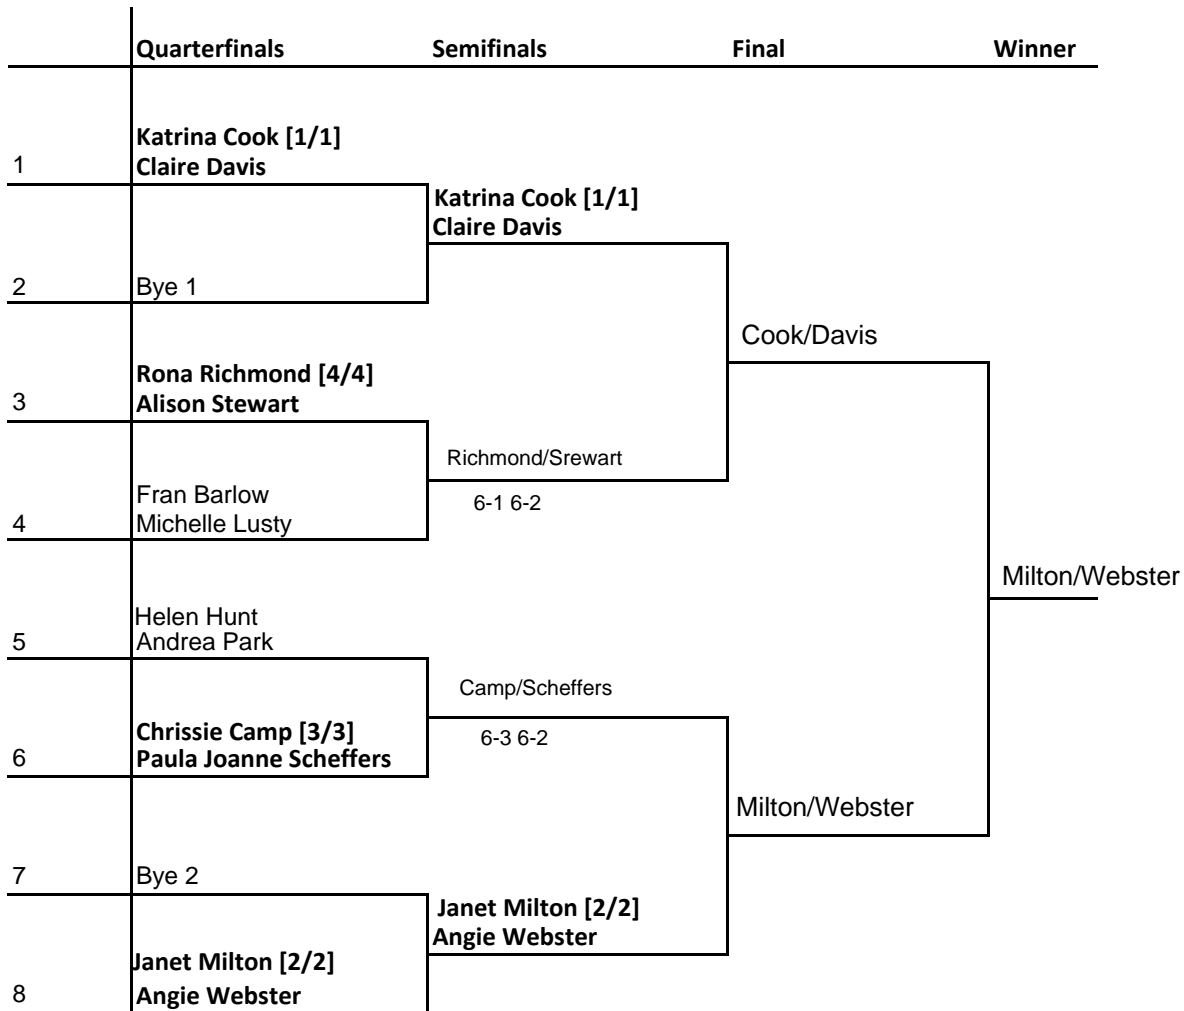 Quarterfinals Semifinals Final Winner
Katrina Cook [1/1]
1 Claire Davis
Katrina Cook [1/1]
Claire Davis
2 Bye 1
Cook/Davis
Rona Richmond [4/4]
3 Alison Stewart
Richmond/Srewart
Fran Barlow
6-1 6-2
4 Michelle Lusty
Milton/Webster
Helen Hunt
5 Andrea Park
Camp/Scheffers
Chrissie Camp [3/3]
6-3 6-2
6 Paula Joanne Scheffers
Milton/Webster
7 Bye 2
Janet Milton [2/2]
Angie Webster
Janet Milton [2/2]
8 Angie Webster